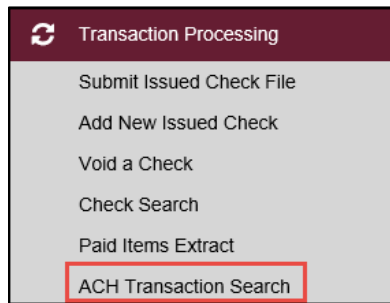 Transaction Processing
Submit Issued Check File
Add New Issued Check
Void a Check
Check Search
Paid Items Extract
ACH Transaction Search